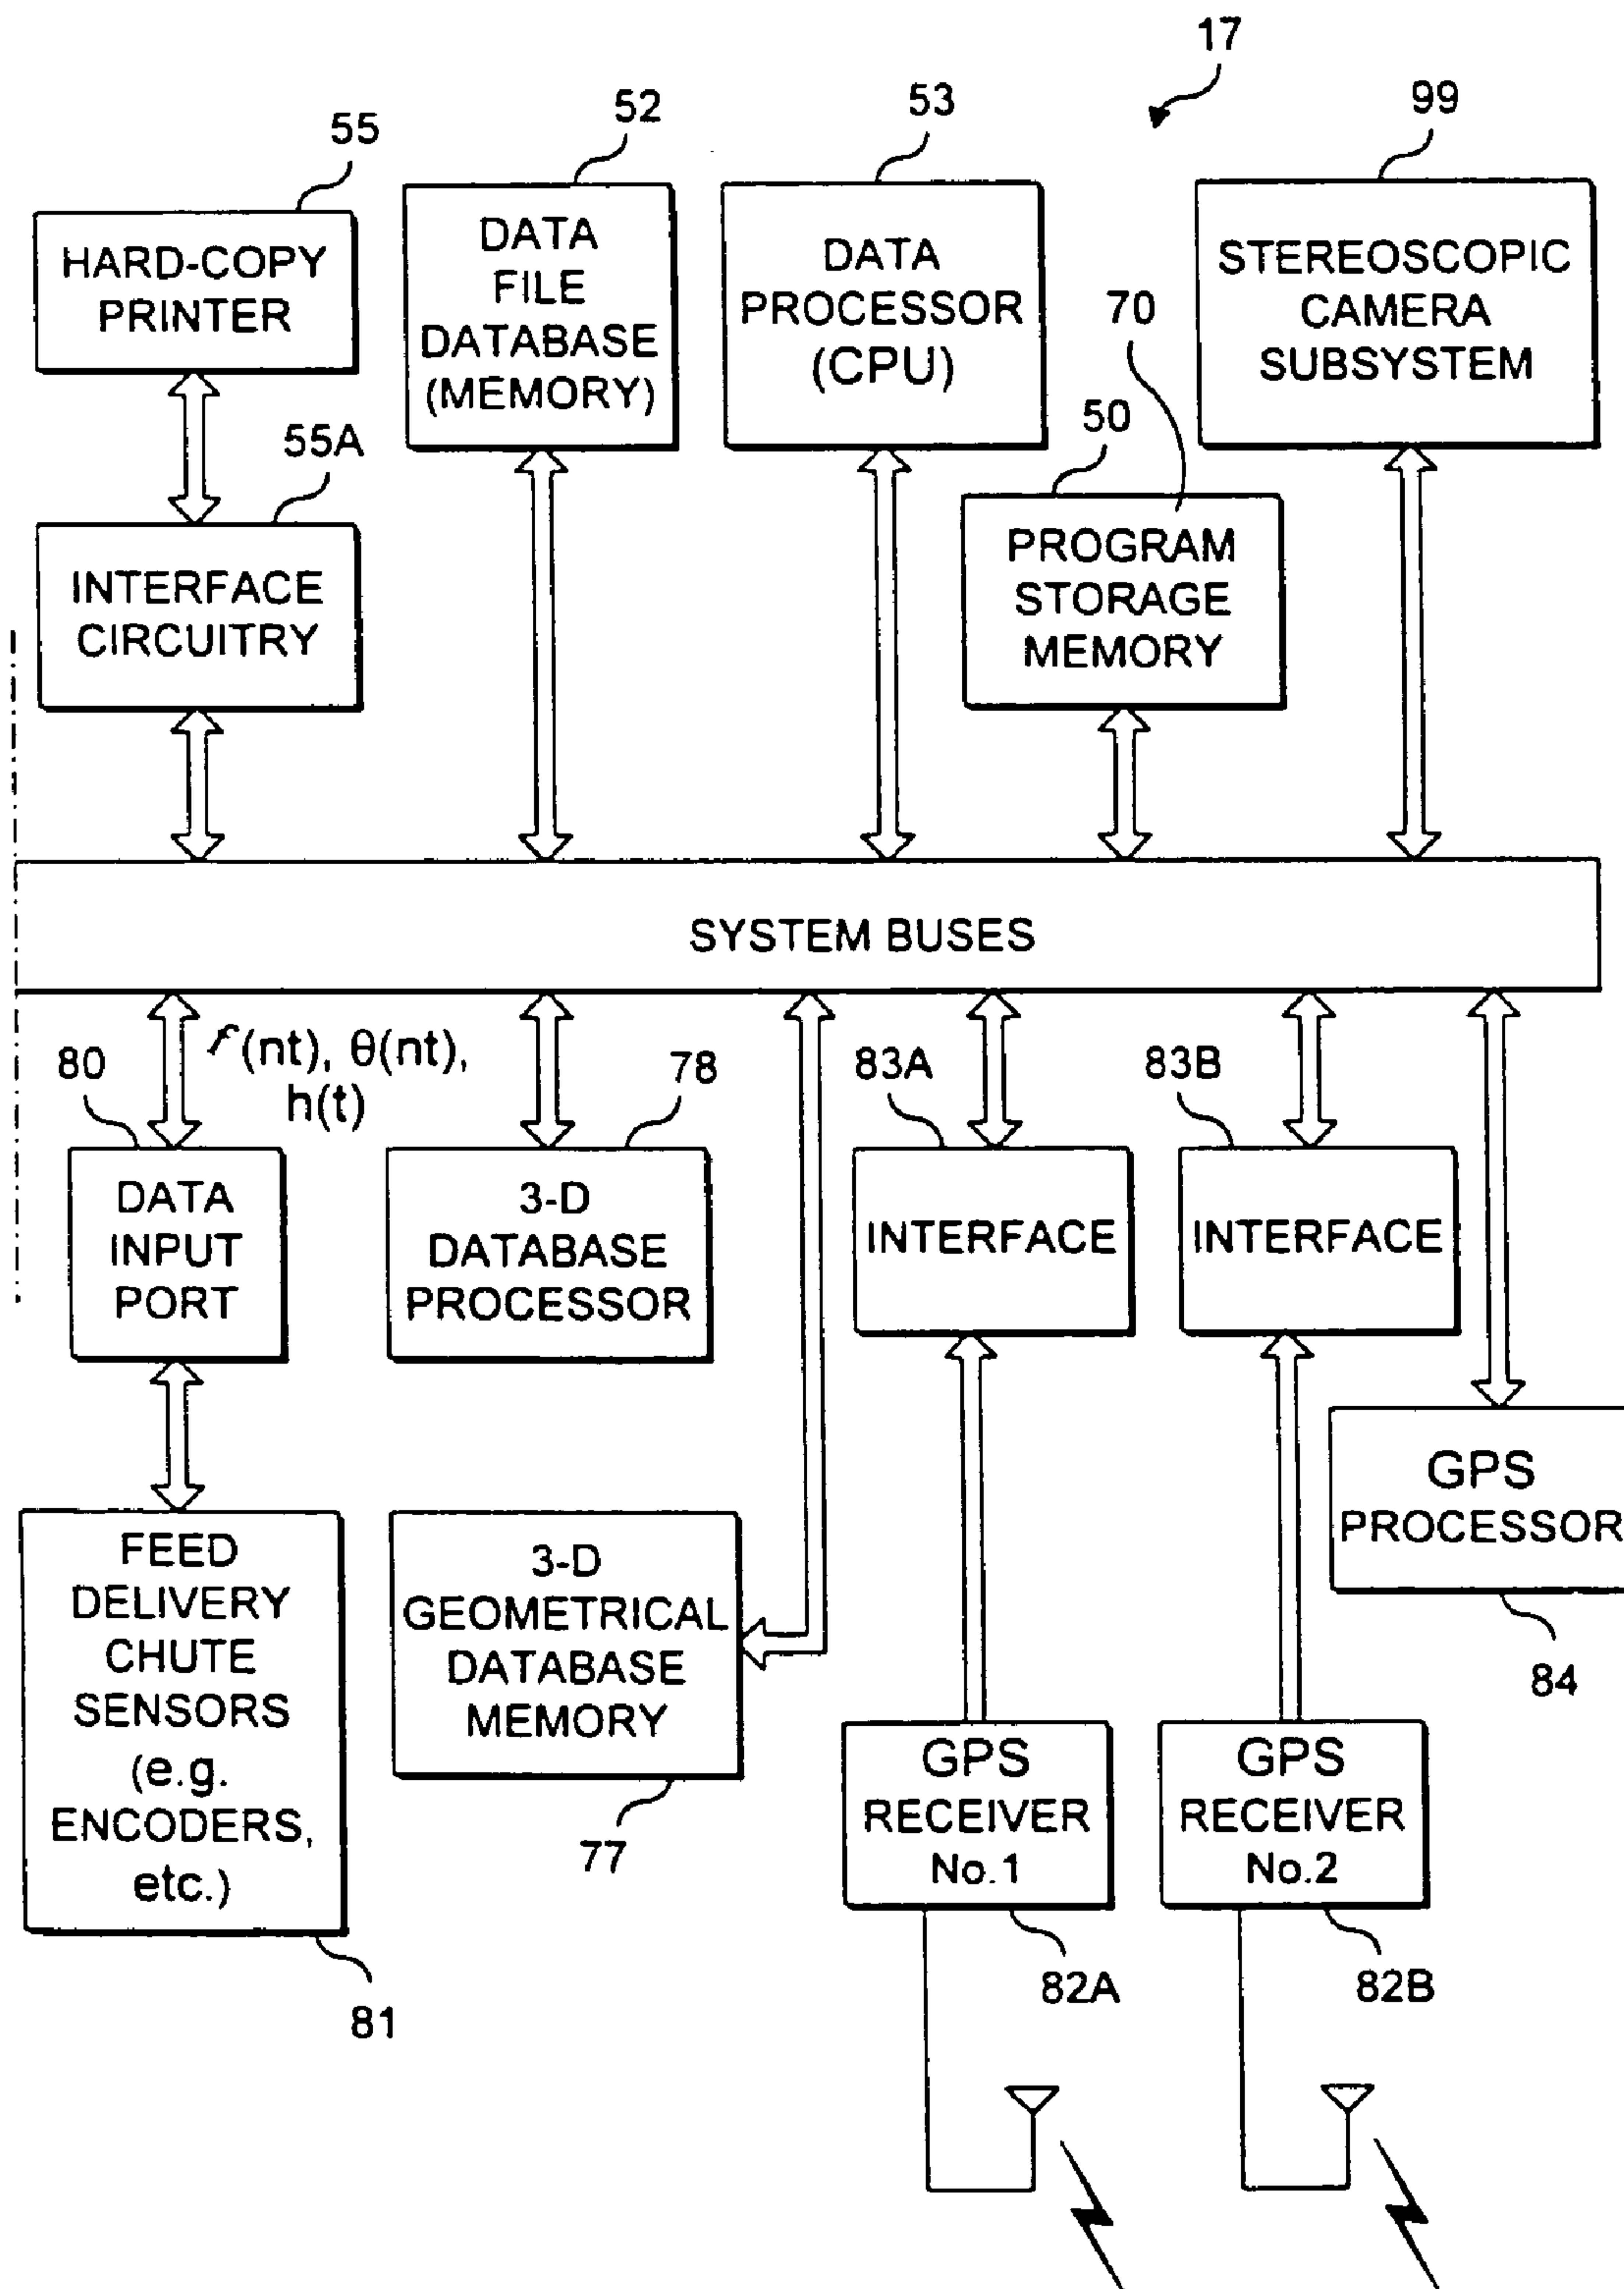 17
55
52
53
99
HARD-COPY
PRINTER
DATA
FILE
DATABASE
(MEMORY)
DATA
PROCESSOR
(CPU)
STEREOSCOPIC
CAMERA
SUBSYSTEM
70
50
55A
INTERFACE
CIRCUITRY
PROGRAM
STORAGE
MEMORY
SYSTEM BUSES
f(nt), θ(nt),
h(t)
80
78
83A
83B
DATA
INPUT
PORT
3-D
DATABASE
PROCESSOR
INTERFACE
INTERFACE
GPS
PROCESSOR
84
FEED
DELIVERY
CHUTE
SENSORS
(e.g.
ENCODERS,
etc.)
81
3-D
GEOMETRICAL
DATABASE
MEMORY
77
GPS
RECEIVER
No.1
82A
GPS
RECEIVER
No.2
82B